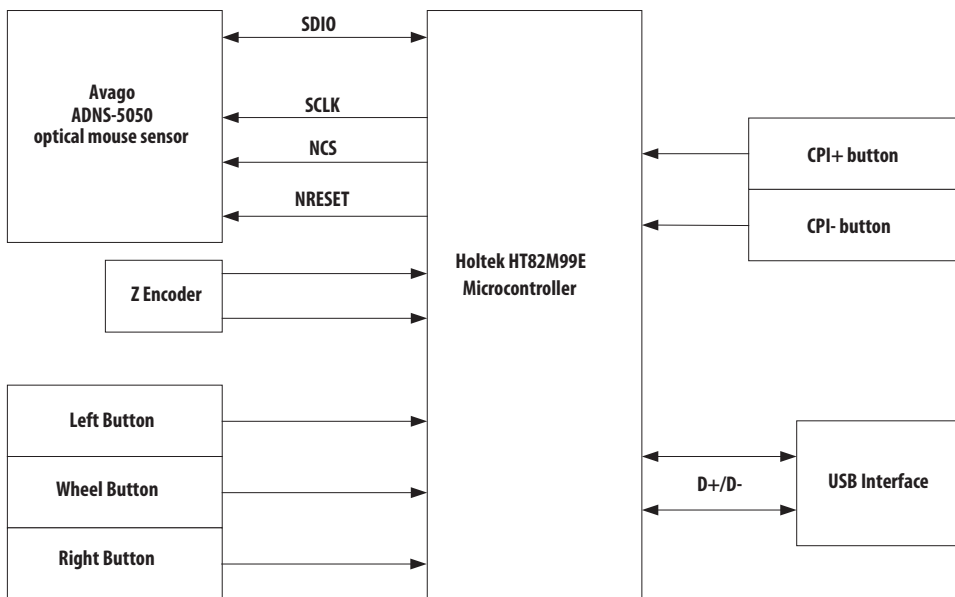 SDIO
Avago
ADNS-5050
optical mouse sensor
SCLK
NCS
NRESET
CPI+ button
CPI- button
Holtek HT82M99E
Microcontroller
Z Encoder
Left Button
Wheel Button
Right Button
D+/D-
USB Interface